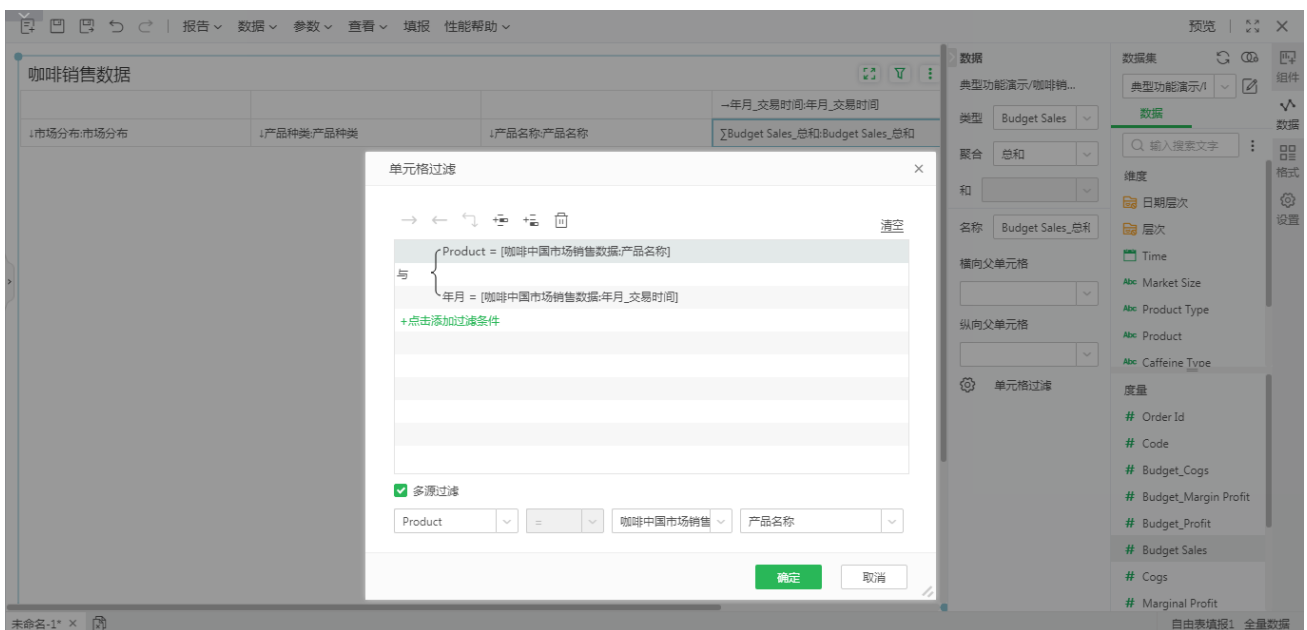 报告 数据 参数 查看 填报 性能帮助 预览
咖啡销售数据
→年月_交易时间:年月_交易时间
↓市场分布:市场分布 ↓产品种类:产品种类 ↓产品名称:产品名称 ∑Budget Sales_总和:Budget Sales_总和
单元格过滤
清空
Product = [咖啡中国市场销售数据:产品名称]
与
年月 = [咖啡中国市场销售数据:年月_交易时间]
+点击添加过滤条件
多源过滤
Product = 咖啡中国市场销售 产品名称
确定 取消
数据
典型功能演示/咖啡销...
类型 Budget Sales
聚合 总和
和
名称 Budget Sales_总和
横向父单元格
纵向父单元格
单元格过滤
数据集
典型功能演示/
数据
输入搜索文字
维度
日期层次
层次
Time
Abc Market Size
Abc Product Type
Abc Product
Abc Caffeine Type
度量
# Order Id
# Code
# Budget_Cogs
# Budget_Margin Profit
# Budget_Profit
# Budget Sales
# Cogs
# Marginal Profit
组件
数据
格式
设置
未命名-1* × 自由表填报1 全量数据